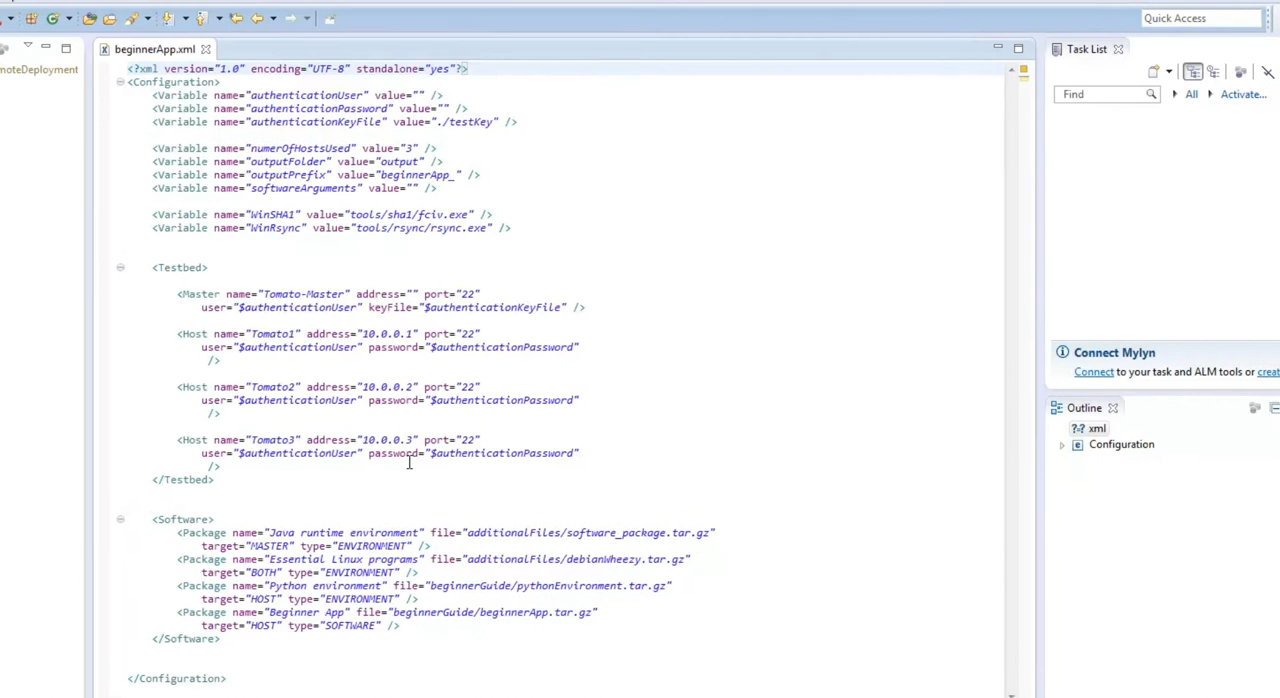 Quick Access
beginnerApp.xml
Task List
moteDeployment
<?xml version="1.0" encoding="UTF-8" standalone="yes"?>
<Configuration>
<Variable name="authenticationUser" value="" />
<Variable name="authenticationPassword" value="" />
<Variable name="authenticationKeyFile" value="./testKey" />
<Variable name="numerOfHostsUsed" value="3" />
<Variable name="outputFolder" value="output" />
<Variable name="outputPrefix" value="beginnerApp_" />
<Variable name="softwareArguments" value="" />
<Variable name="WinSHA1" value="tools/sha1/fciv.exe" />
<Variable name="WinRsync" value="tools/rsync/rsync.exe" />
<Testbed>
<Master name="Tomato-Master" address="" port="22"
user="$authenticationUser" keyFile="$authenticationKeyFile" />
<Host name="Tomato1" address="10.0.0.1" port="22"
user="$authenticationUser" password="$authenticationPassword"
/>
<Host name="Tomato2" address="10.0.0.2" port="22"
user="$authenticationUser" password="$authenticationPassword"
/>
<Host name="Tomato3" address="10.0.0.3" port="22"
user="$authenticationUser" password="$authenticationPassword"
/>
</Testbed>
<Software>
<Package name="Java runtime environment" file="additionalFiles/software_package.tar.gz"
target="MASTER" type="ENVIRONMENT" />
<Package name="Essential Linux programs" file="additionalFiles/debianWheezy.tar.gz"
target="BOTH" type="ENVIRONMENT" />
<Package name="Python environment" file="beginnerGuide/pythonEnvironment.tar.gz"
target="HOST" type="ENVIRONMENT" />
<Package name="Beginner App" file="beginnerGuide/beginnerApp.tar.gz"
target="HOST" type="SOFTWARE" />
</Software>
</Configuration>
Find All Activate...
Connect Mylyn
Connect to your task and ALM tools or creat
Outline
?=? xml
Configuration